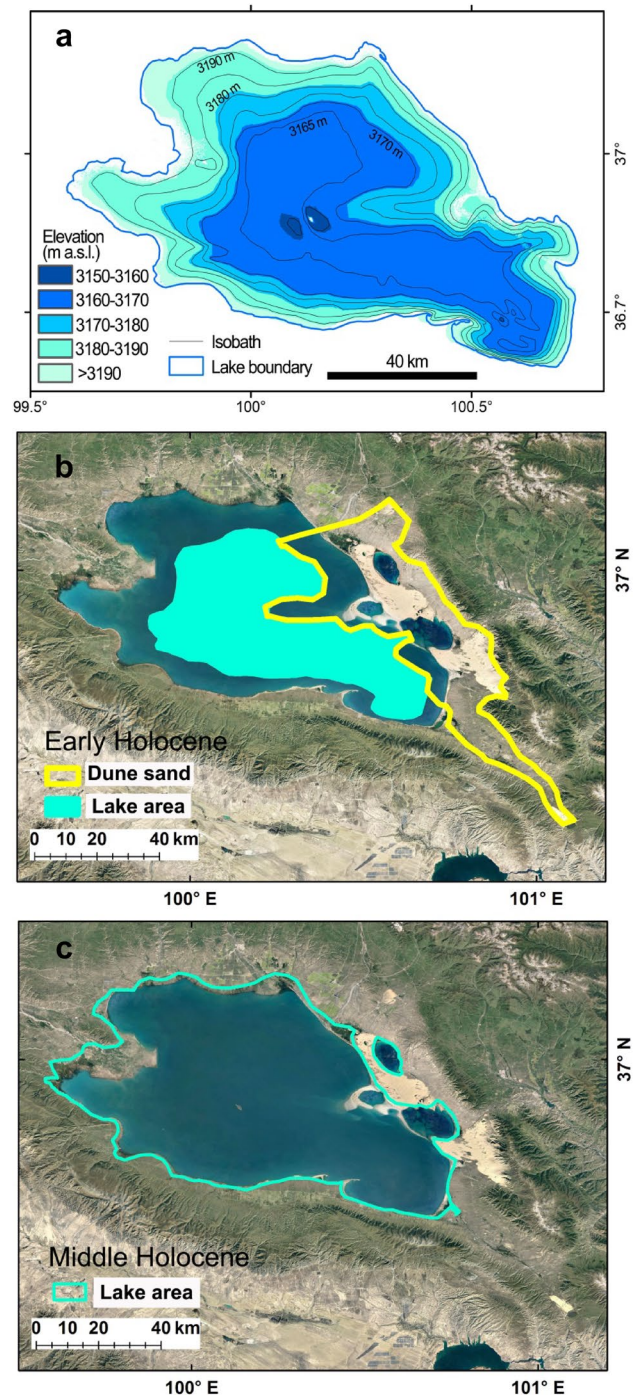 a
3190 m
3180 m
3165 m
3170 m
37°
Elevation
(m a.s.l.)
3150-3160
3160-3170
3170-3180
3180-3190
>3190
Isobath
Lake boundary
40 km
36.7°
99.5°
100°
100.5°
b
37° N
Early Holocene
Dune sand
Lake area
0 10 20 40 km
100° E
101° E
c
37° N
Middle Holocene
Lake area
0 10 20 40 km
100° E
101° E